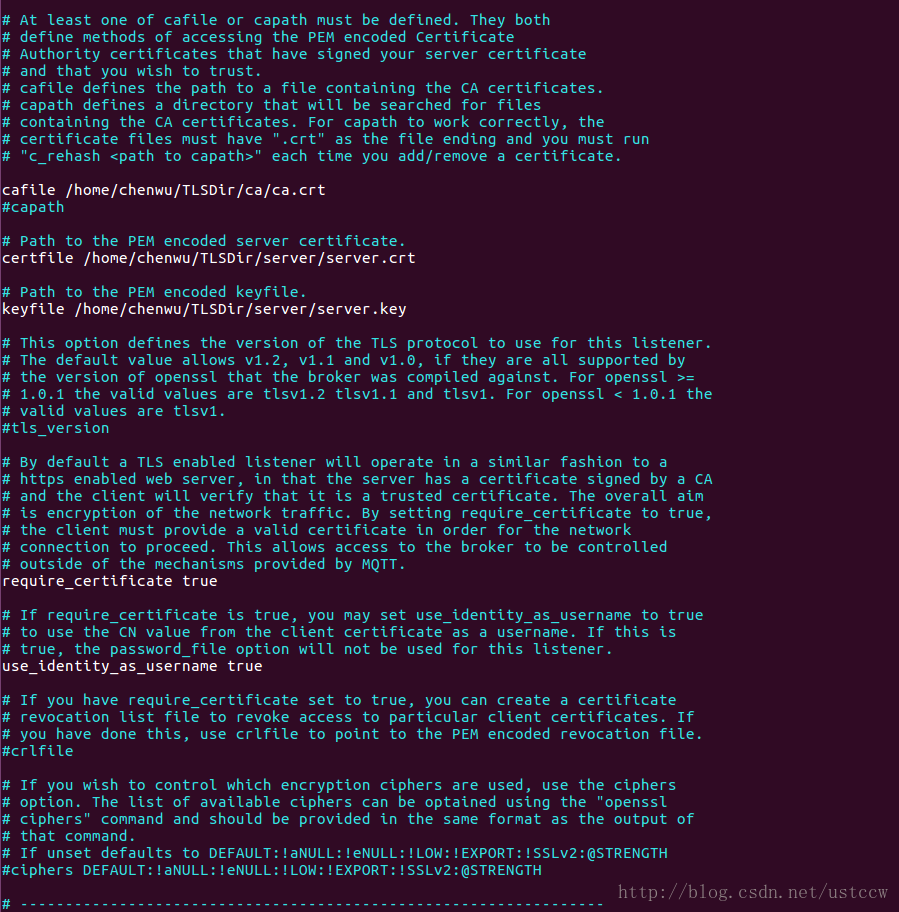 # At least one of cafile or capath must be defined. They both
# define methods of accessing the PEM encoded Certificate
# Authority certificates that have signed your server certificate
# and that you wish to trust.
# cafile defines the path to a file containing the CA certificates.
# capath defines a directory that will be searched for files
# containing the CA certificates. For capath to work correctly, the
# certificate files must have ".crt" as the file ending and you must run
# "c_rehash <path to capath>" each time you add/remove a certificate.
cafile /home/chenwu/TLSDir/ca/ca.crt
#capath
# Path to the PEM encoded server certificate.
certfile /home/chenwu/TLSDir/server/server.crt
# Path to the PEM encoded keyfile.
keyfile /home/chenwu/TLSDir/server/server.key
# This option defines the version of the TLS protocol to use for this listener.
# The default value allows v1.2, v1.1 and v1.0, if they are all supported by
# the version of openssl that the broker was compiled against. For openssl >=
# 1.0.1 the valid values are tlsv1.2 tlsv1.1 and tlsv1. For openssl < 1.0.1 the
# valid values are tlsv1.
#tls_version
# By default a TLS enabled listener will operate in a similar fashion to a
# https enabled web server, in that the server has a certificate signed by a CA
# and the client will verify that it is a trusted certificate. The overall aim
# is encryption of the network traffic. By setting require_certificate to true,
# the client must provide a valid certificate in order for the network
# connection to proceed. This allows access to the broker to be controlled
# outside of the mechanisms provided by MQTT.
require_certificate true
# If require_certificate is true, you may set use_identity_as_username to true
# to use the CN value from the client certificate as a username. If this is
# true, the password_file option will not be used for this listener.
use_identity_as_username true
# If you have require_certificate set to true, you can create a certificate
# revocation list file to revoke access to particular client certificates. If
# you have done this, use crlfile to point to the PEM encoded revocation file.
#crlfile
# If you wish to control which encryption ciphers are used, use the ciphers
# option. The list of available ciphers can be optained using the "openssl
# ciphers" command and should be provided in the same format as the output of
# that command.
# If unset defaults to DEFAULT:!aNULL:!eNULL:!LOW:!EXPORT:!SSLv2:@STRENGTH
#ciphers DEFAULT:!aNULL:!eNULL:!LOW:!EXPORT:!SSLv2:@STRENGTH
http://blog.csdn.net/ustccw
# -----------------------------------------------------------------